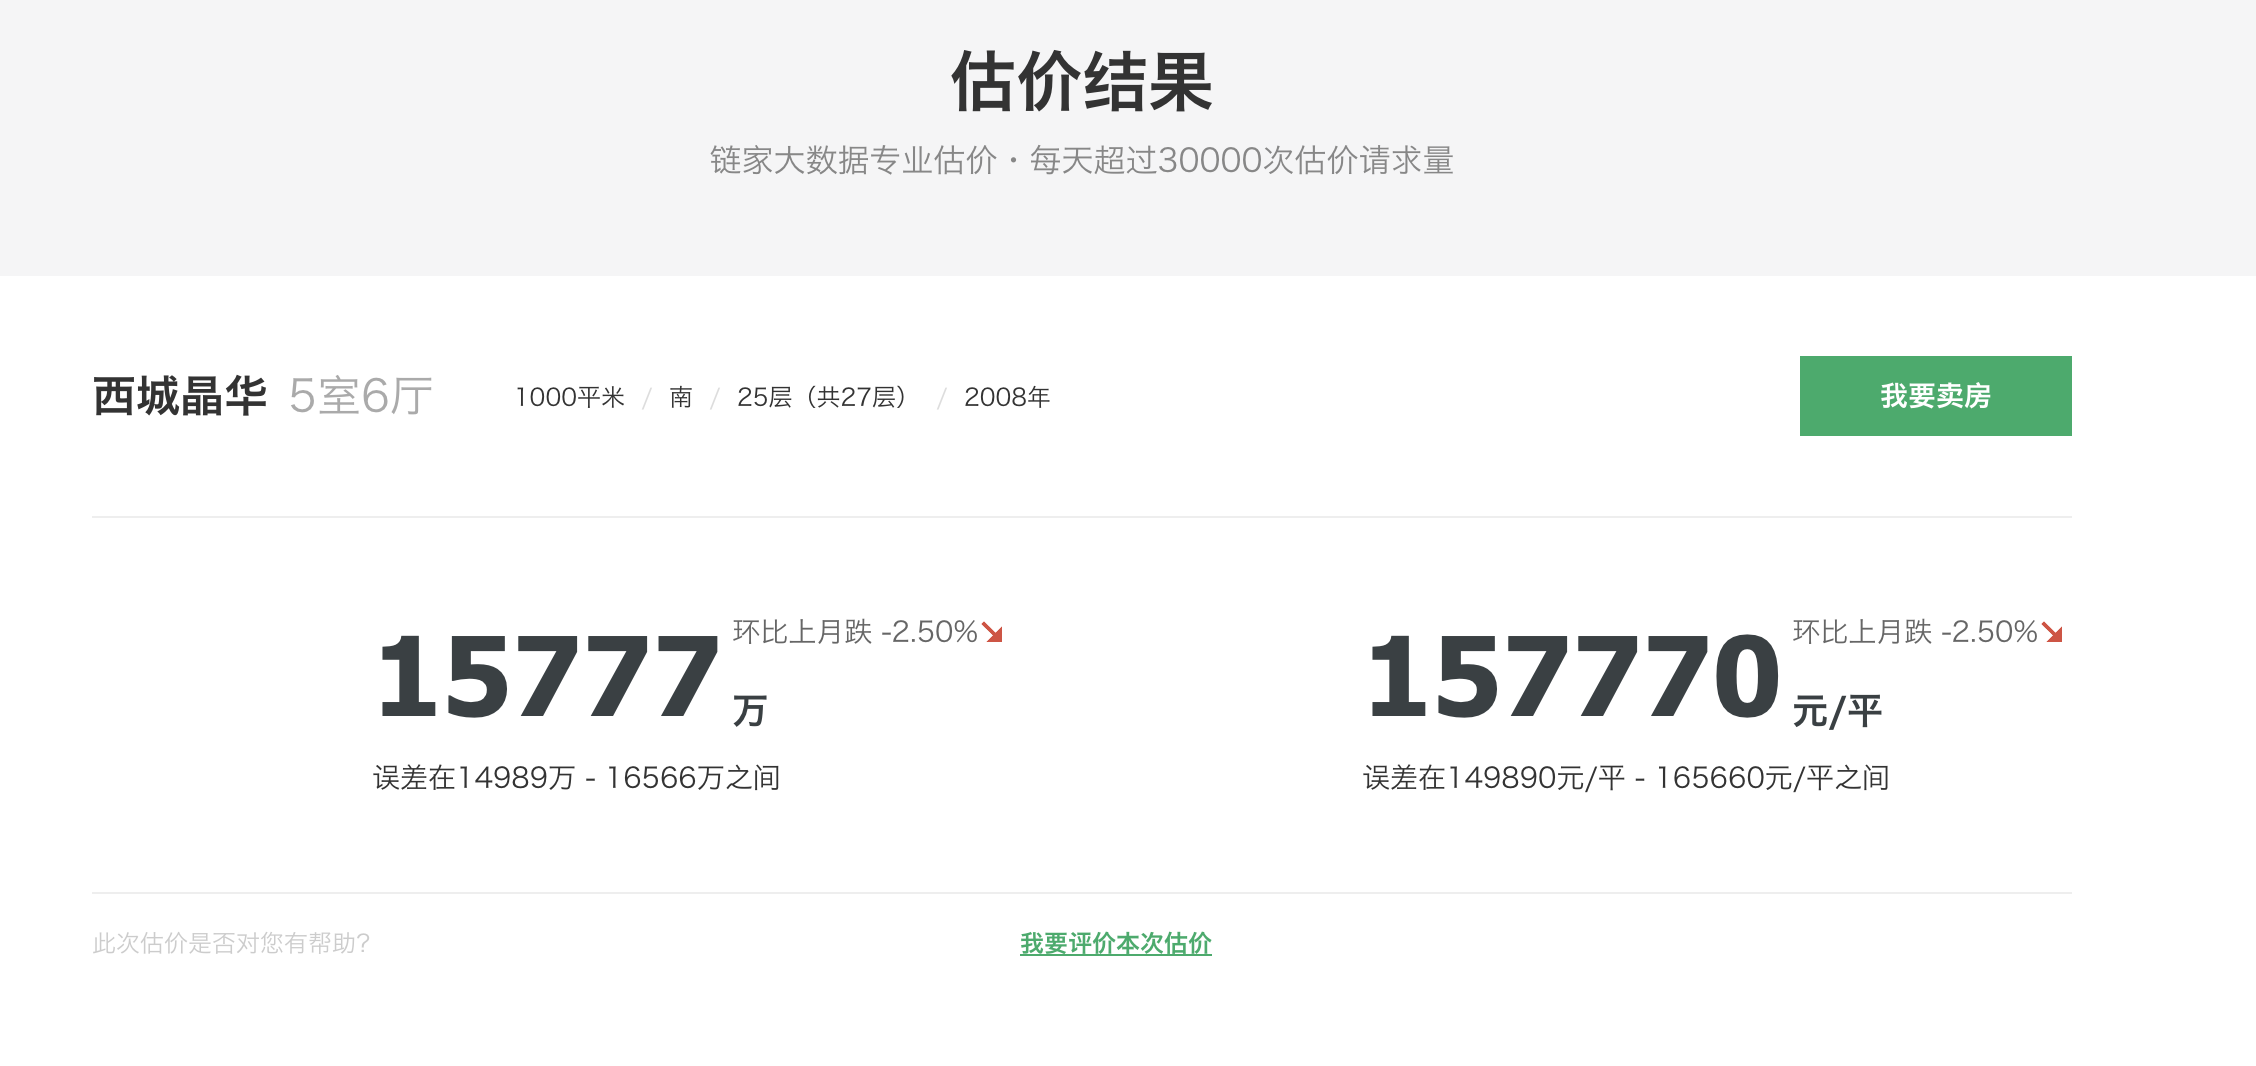 估价结果
链家大数据专业估价・每天超过30000次估价请求量
西城晶华 5室6厅 1000平米 / 南 / 25层（共27层） / 2008年 我要卖房
15777 万 环比上月跌 -2.50%
误差在14989万 - 16566万之间
157770 元/平 环比上月跌 -2.50%
误差在149890元/平 - 165660元/平之间
此次估价是否对您有帮助? 我要评价本次估价